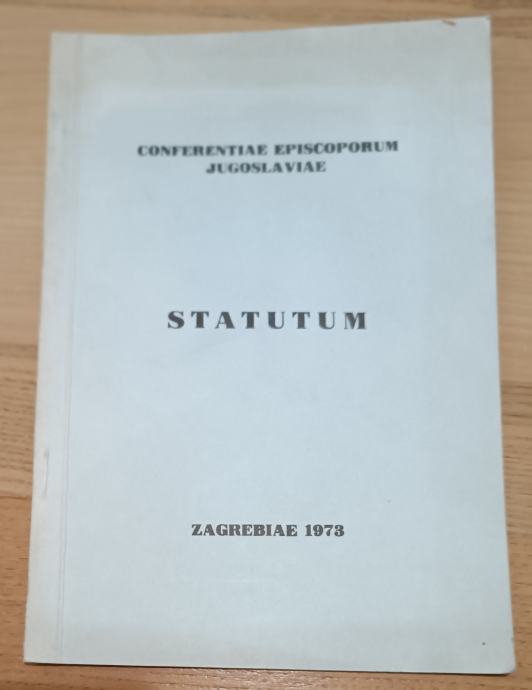 CONFERENTIAE EPISCOPORUM
JUGOSLAVIAE
STATUTUM
ZAGREBIAE 1973